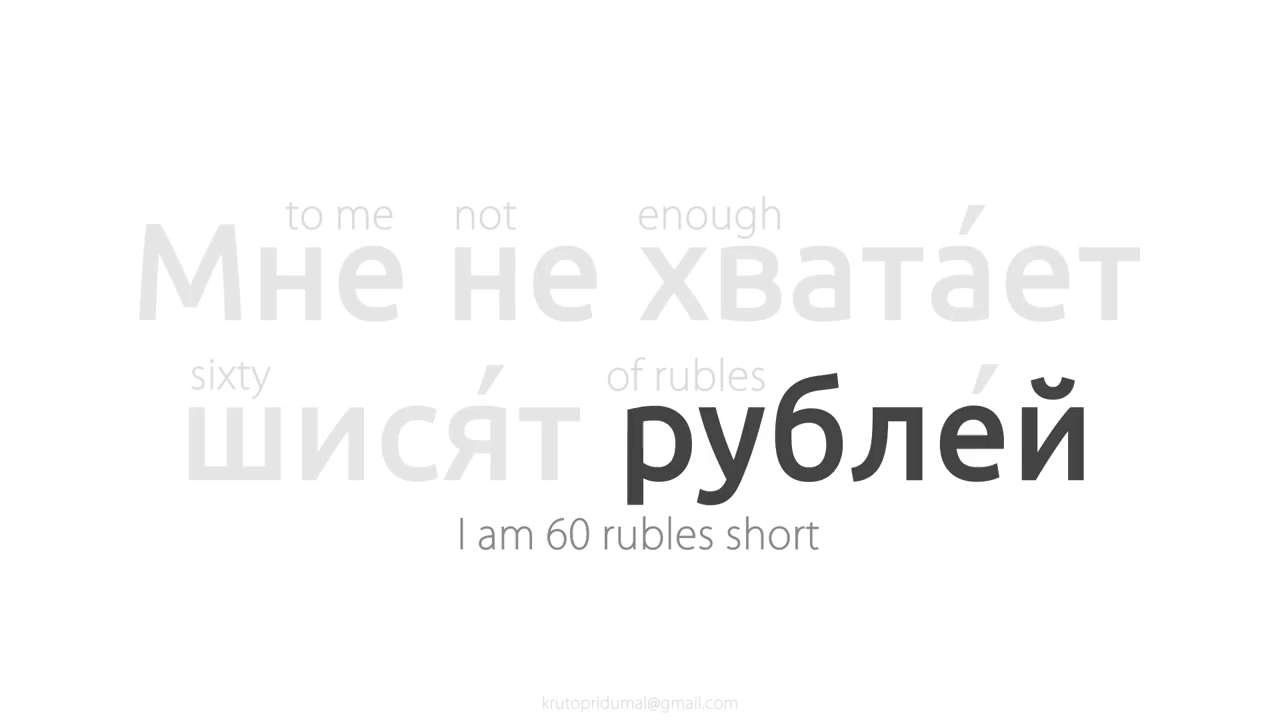 to me not enough
Мне не хвата́ет
sixty of rubles
шися́т рубле́й
I am 60 rubles short
krutopridumal@gmail.com